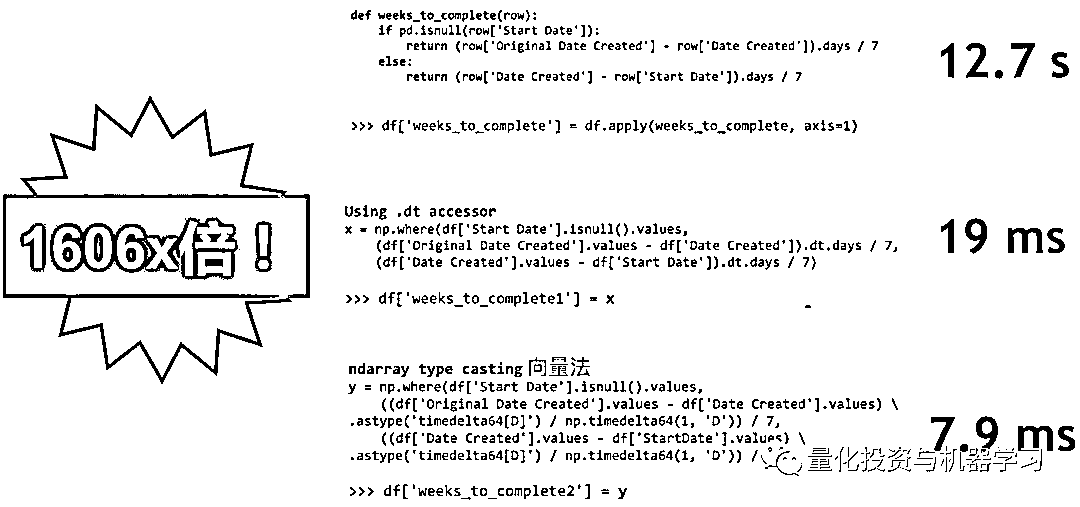 def weeks_to_complete(row):
if pd.isnull(row['Start Date']):
return (row['Original Date Created'] - row['Date Created']).days / 7
else:
return (row['Date Created'] - row['Start Date']).days / 7
12.7 s
>>> df['weeks_to_complete'] = df.apply(weeks_to_complete, axis=1)
1606x倍！
Using .dt accessor
x = np.where(df['Start Date'].isnull().values,
(df['Original Date Created'].values - df['Date Created']).dt.days / 7,
(df['Date Created'].values - df['Start Date']).dt.days / 7)
19 ms
>>> df['weeks_to_complete1'] = x
ndarray type casting 向量法
y = np.where(df['Start Date'].isnull().values,
((df['Original Date Created'].values - df['Date Created'].values) \
.astype('timedelta64[D]') / np.timedelta64(1, 'D')) / 7,
((df['Date Created'].values - df['StartDate'].values) \
.astype('timedelta64[D]') / np.timedelta64(1, 'D')) /
7.9 ms
量化投资与机器学习
>>> df['weeks_to_complete2'] = y